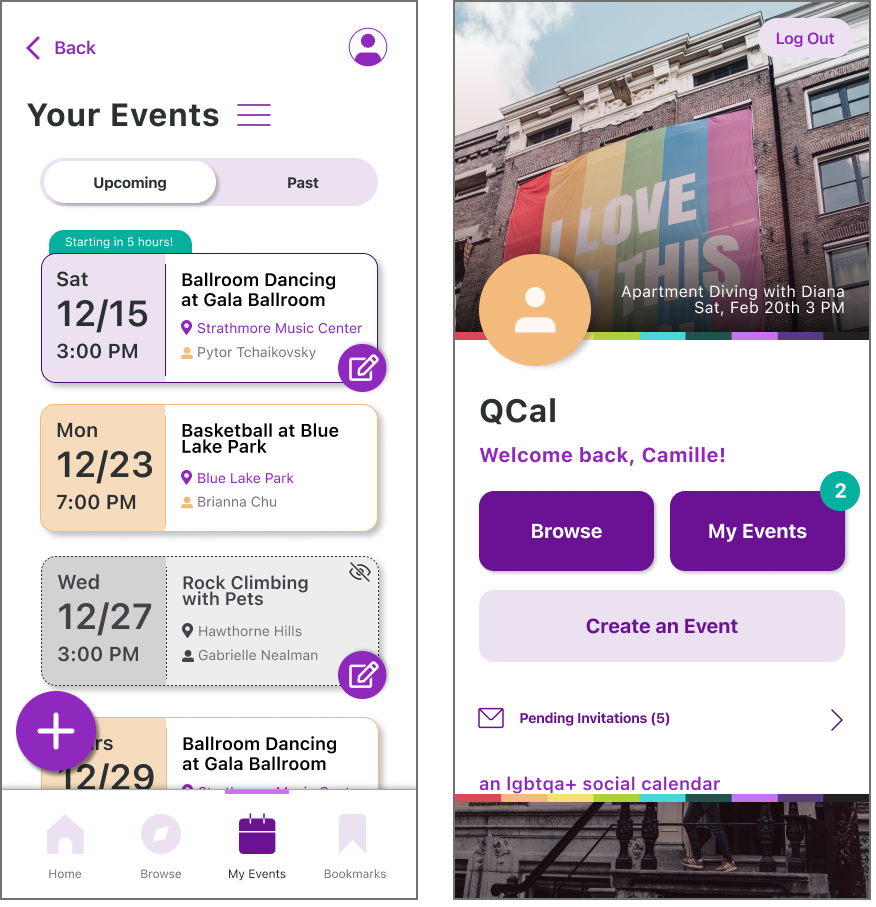 Back
Your Events
Upcoming
Past
Starting in 5 hours!
Sat
12/15
3:00 PM
Ballroom Dancing
at Gala Ballroom
Strathmore Music Center
Pytor Tchaikovsky
Mon
12/23
7:00 PM
Basketball at Blue
Lake Park
Blue Lake Park
Brianna Chu
Wed
12/27
3:00 PM
Rock Climbing
with Pets
Hawthorne Hills
Gabrielle Nealman
12/29
Ballroom Dancing
at Gala Ballroom
Home
Browse
My Events
Bookmarks
Log Out
I LOVE
THIS
Apartment Diving with Diana
Sat, Feb 20th 3 PM
QCal
Welcome back, Camille!
Browse
My Events
2
Create an Event
Pending Invitations (5)
an lgbtqa+ social calendar